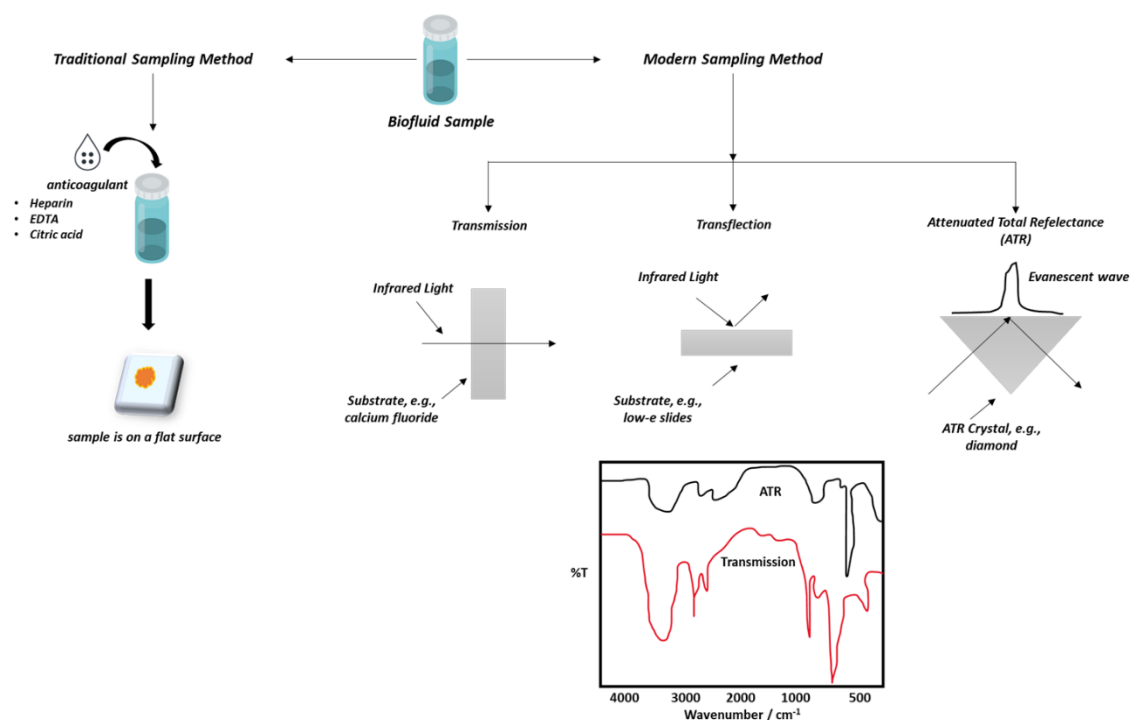 Traditional Sampling Method
Modern Sampling Method
Biofluid Sample
anticoagulant
• Heparin
• EDTA
• Citric acid
sample is on a flat surface
Transmission
Transflection
Attenuated Total Refelectance
(ATR)
Infrared Light
Substrate, e.g.,
calcium fluoride
Infrared Light
Substrate, e.g.,
low-e slides
Evanescent wave
ATR Crystal, e.g.,
diamond
ATR
Transmission
%T
4000 3000 2000 1000 500
Wavenumber / cm⁻¹